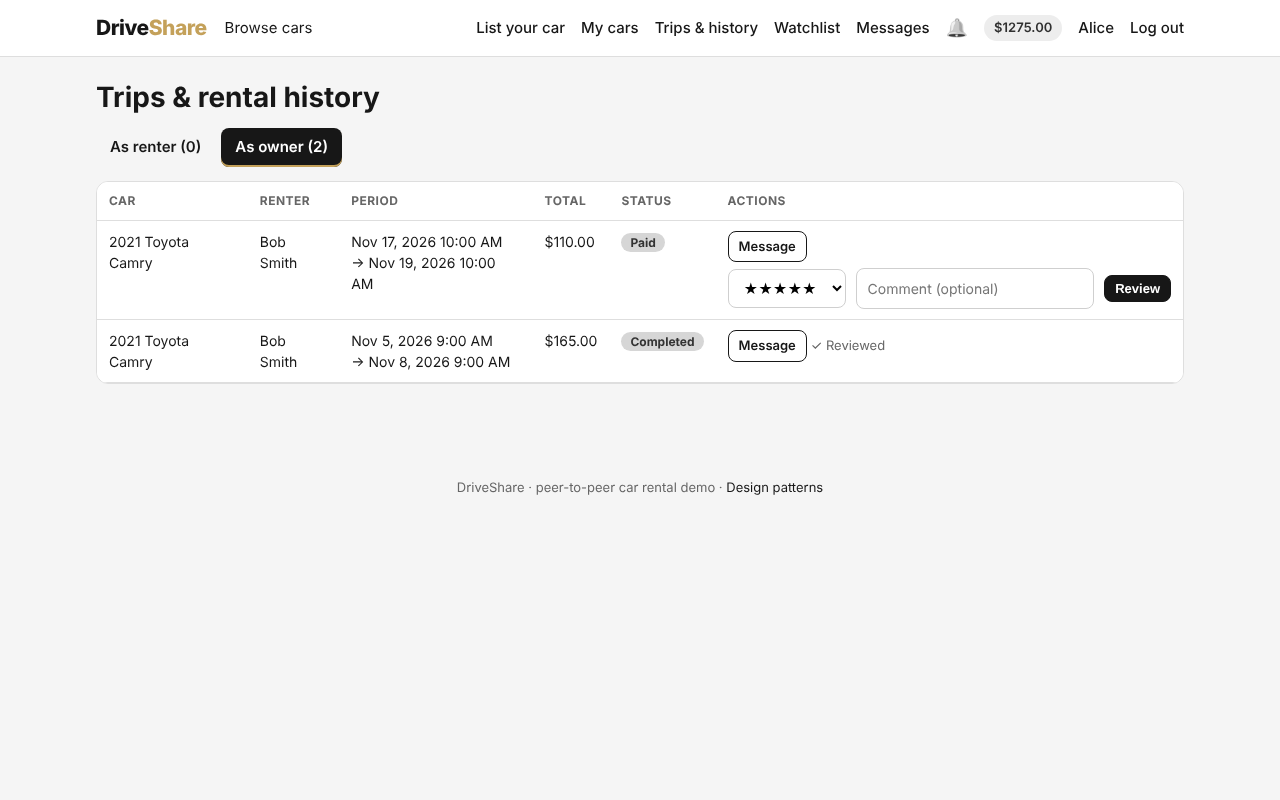 DriveShare Browse cars List your car My cars Trips & history Watchlist Messages $1275.00 Alice Log out
Trips & rental history
As renter (0) As owner (2)
CAR RENTER PERIOD TOTAL STATUS ACTIONS
2021 Toyota Camry
Bob Smith
Nov 17, 2026 10:00 AM
→ Nov 19, 2026 10:00
AM
$110.00
Paid
Message
★★★★★ Comment (optional) Review
2021 Toyota Camry
Bob Smith
Nov 5, 2026 9:00 AM
→ Nov 8, 2026 9:00 AM
$165.00
Completed
Message ✓ Reviewed
DriveShare · peer-to-peer car rental demo · Design patterns